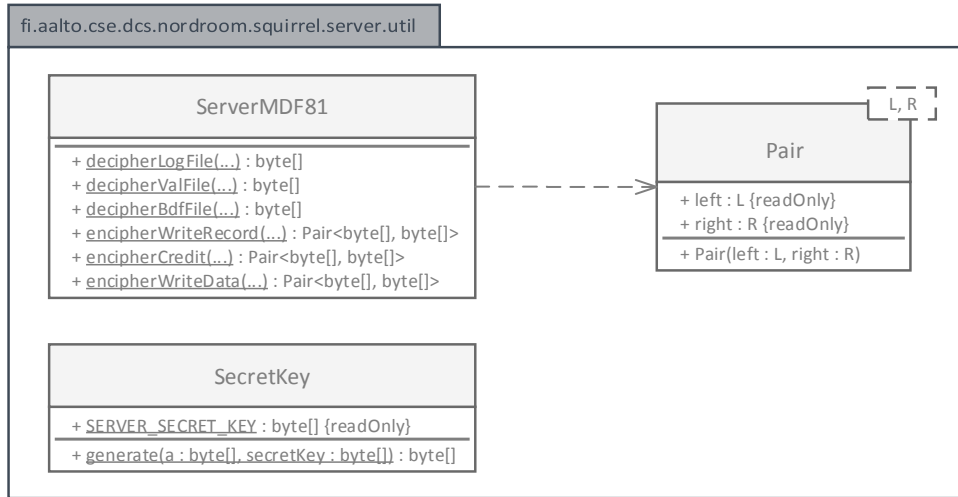 fi.aalto.cse.dcs.nordroom.squirrel.server.util
ServerMDF81
+ decipherLogFile(...) : byte[]
+ decipherValFile(...) : byte[]
+ decipherBdfFile(...) : byte[]
+ encipherWriteRecord(...) : Pair<byte[], byte[]>
+ encipherCredit(...) : Pair<byte[], byte[]>
+ encipherWriteData(...) : Pair<byte[], byte[]>
L, R
Pair
+ left : L {readOnly}
+ right : R {readOnly}
+ Pair(left : L, right : R)
SecretKey
+ SERVER_SECRET_KEY : byte[] {readOnly}
+ generate(a : byte[], secretKey : byte[]) : byte[]